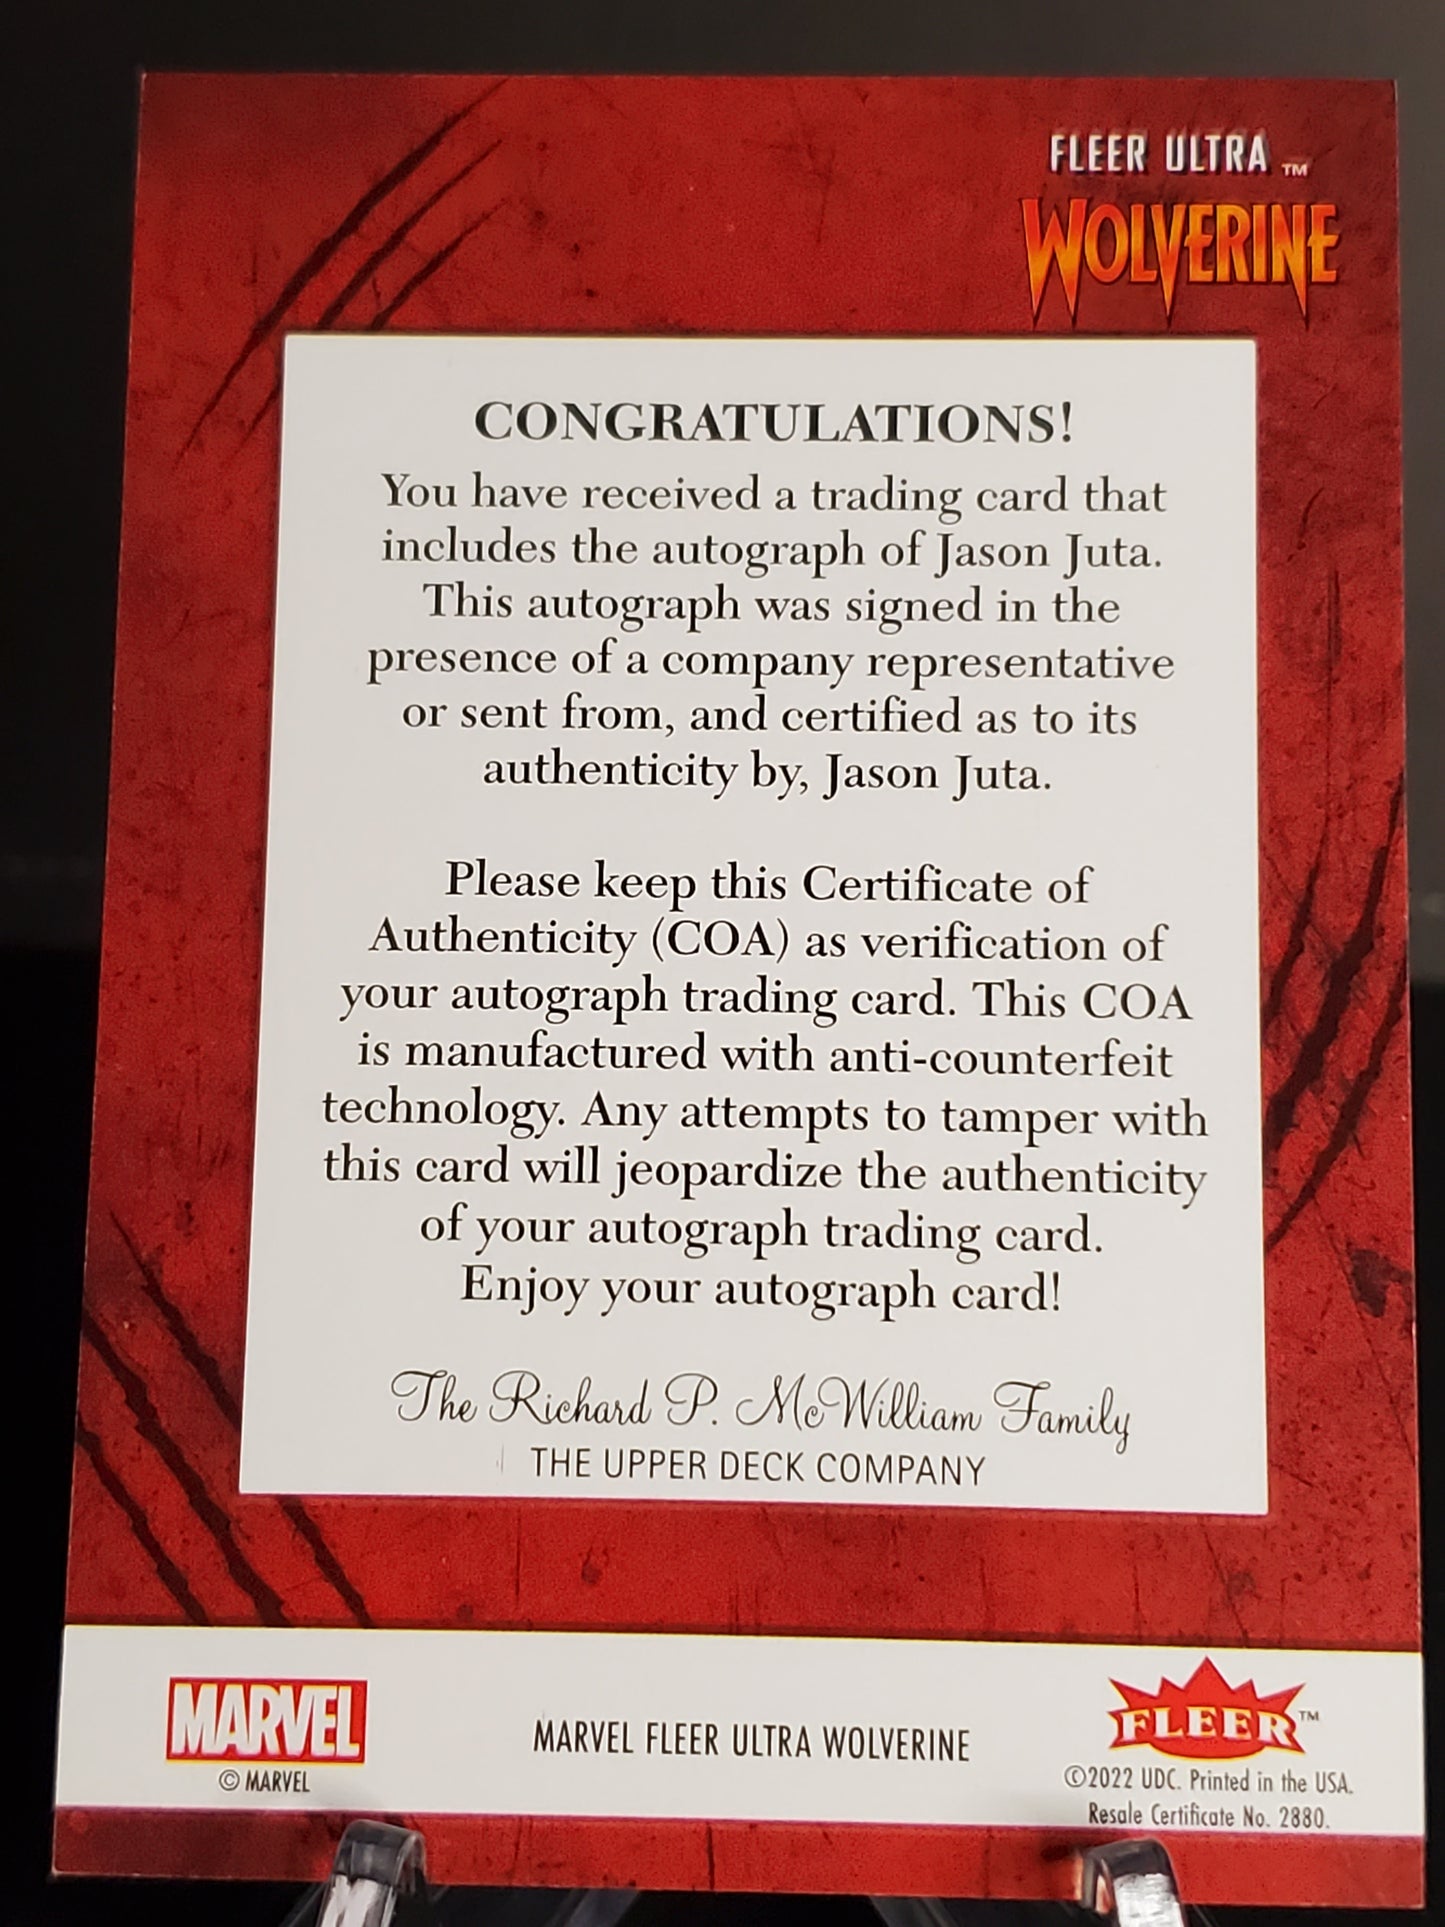 FLEER ULTRA ™
WOLVERINE
CONGRATULATIONS!
You have received a trading card that
includes the autograph of Jason Juta.
This autograph was signed in the
presence of a company representative
or sent from, and certified as to its
authenticity by, Jason Juta.
Please keep this Certificate of
Authenticity (COA) as verification of
your autograph trading card. This COA
is manufactured with anti-counterfeit
technology. Any attempts to tamper with
this card will jeopardize the authenticity
of your autograph trading card.
Enjoy your autograph card!
The Richard P. McWilliam Family
THE UPPER DECK COMPANY
MARVEL
© MARVEL
MARVEL FLEER ULTRA WOLVERINE
FLEER™
©2022 UDC. Printed in the USA.
Resale Certificate No. 2880.